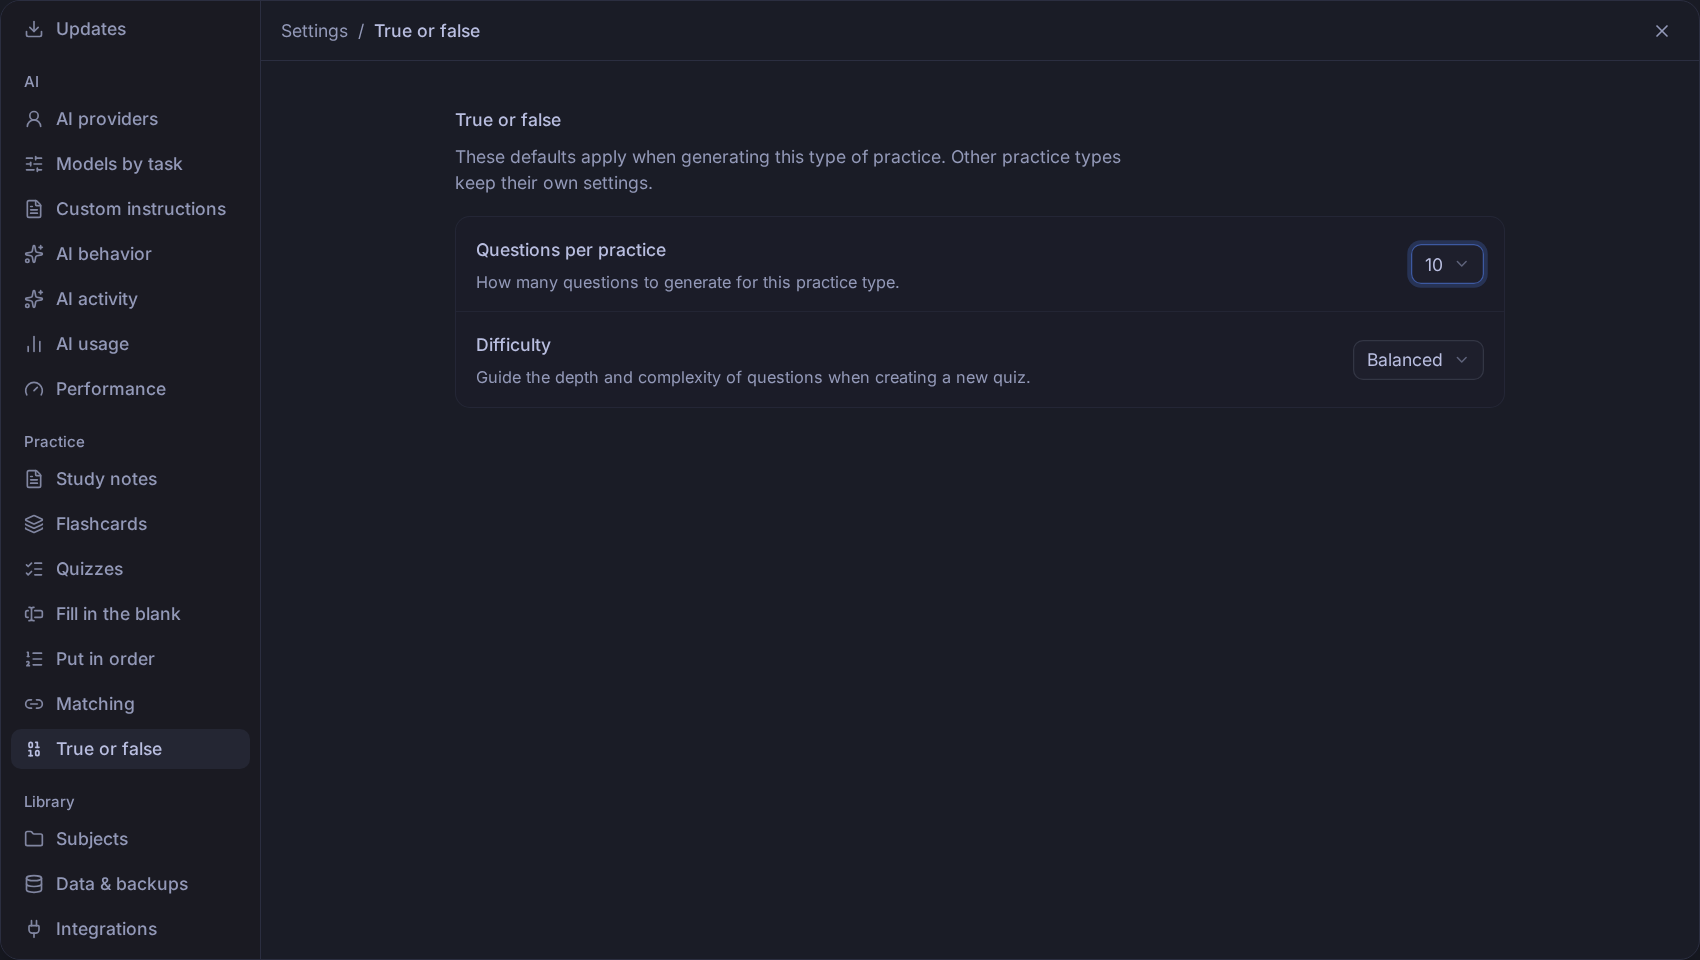 Updates
AI
AI providers
Models by task
Custom instructions
AI behavior
AI activity
AI usage
Performance
Practice
Study notes
Flashcards
Quizzes
Fill in the blank
Put in order
Matching
True or false
Library
Subjects
Data & backups
Integrations
Settings / True or false
True or false
These defaults apply when generating this type of practice. Other practice types
keep their own settings.
Questions per practice
How many questions to generate for this practice type.
10
Difficulty
Guide the depth and complexity of questions when creating a new quiz.
Balanced